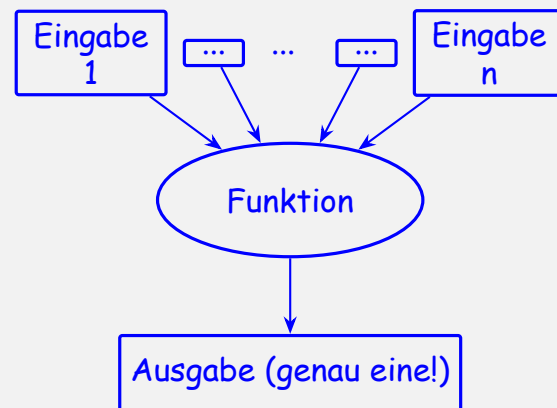 Eingabe
1
...
...
...
Eingabe
n
Funktion
Ausgabe (genau eine!)